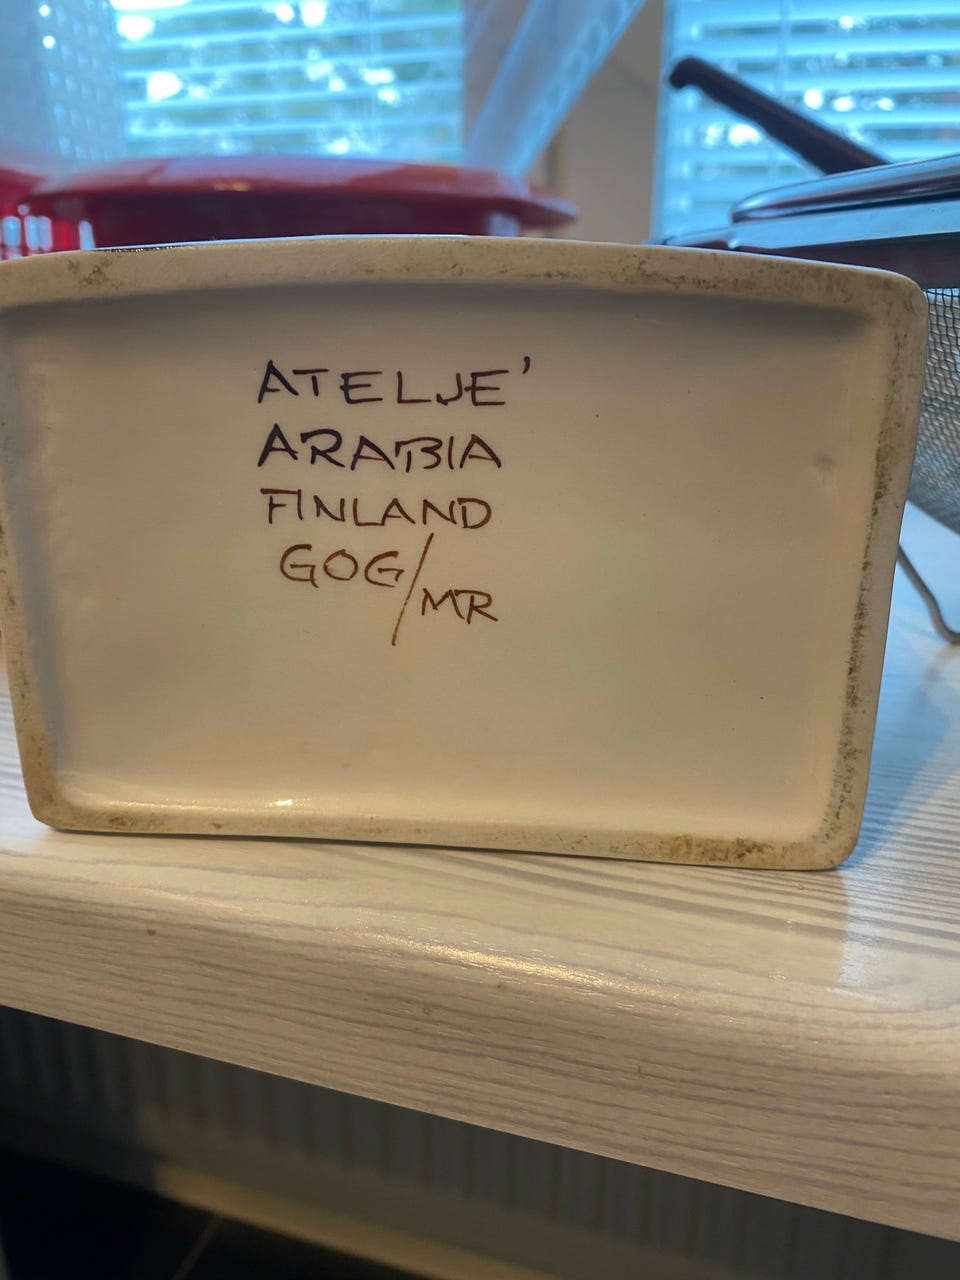 ATELJE'
ARABIA
FINLAND
GOG/MR